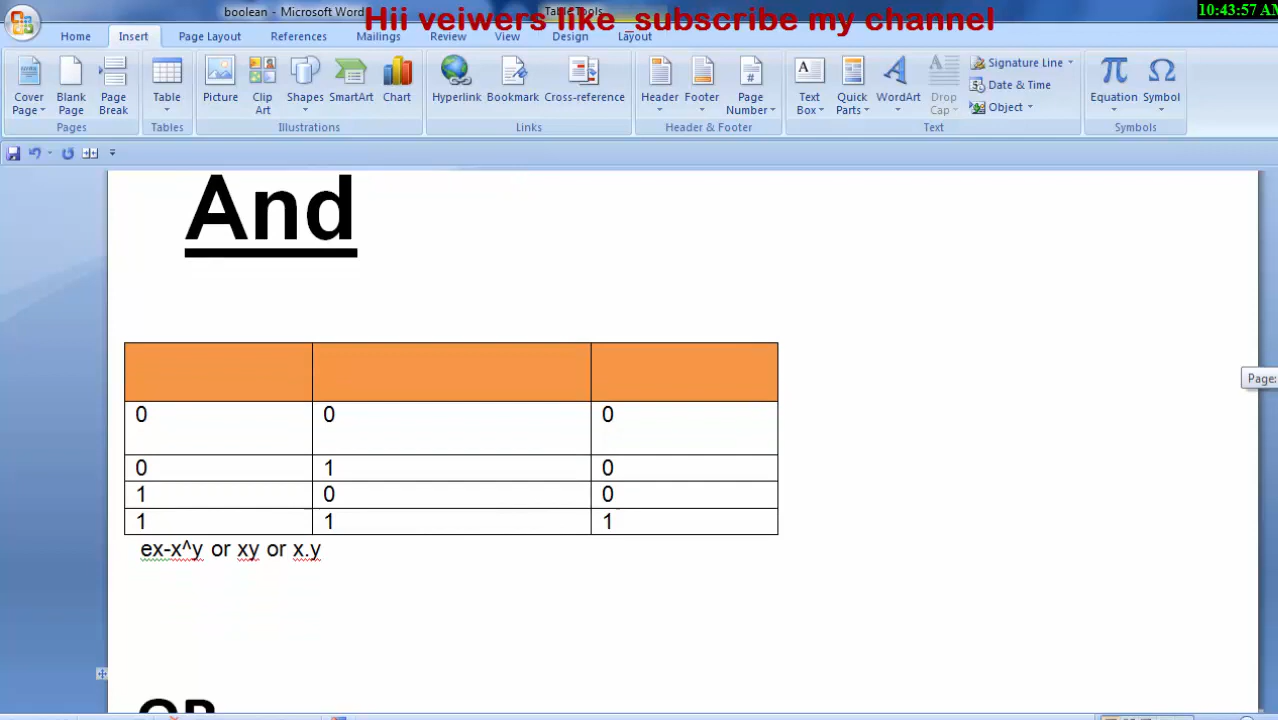 boolean - Microsoft Word
Table Tools
Hii veiwers like _subscribe my channel
10:43:57 AM
Home Insert Page Layout References Mailings Review View Design Layout
Cover Page
Blank Page
Page Break
Table
Picture
Clip Art
Shapes
SmartArt
Chart
Hyperlink
Bookmark
Cross-reference
Header
Footer
Page Number
Text Box
Quick Parts
WordArt
Drop Cap
Signature Line
Date & Time
Object
Equation
Symbol
Pages Tables Illustrations Links Header & Footer Text Symbols
And
0 0 0
0 1 0
1 0 0
1 1 1
ex-x^y or xy or x.y
Page:
OR